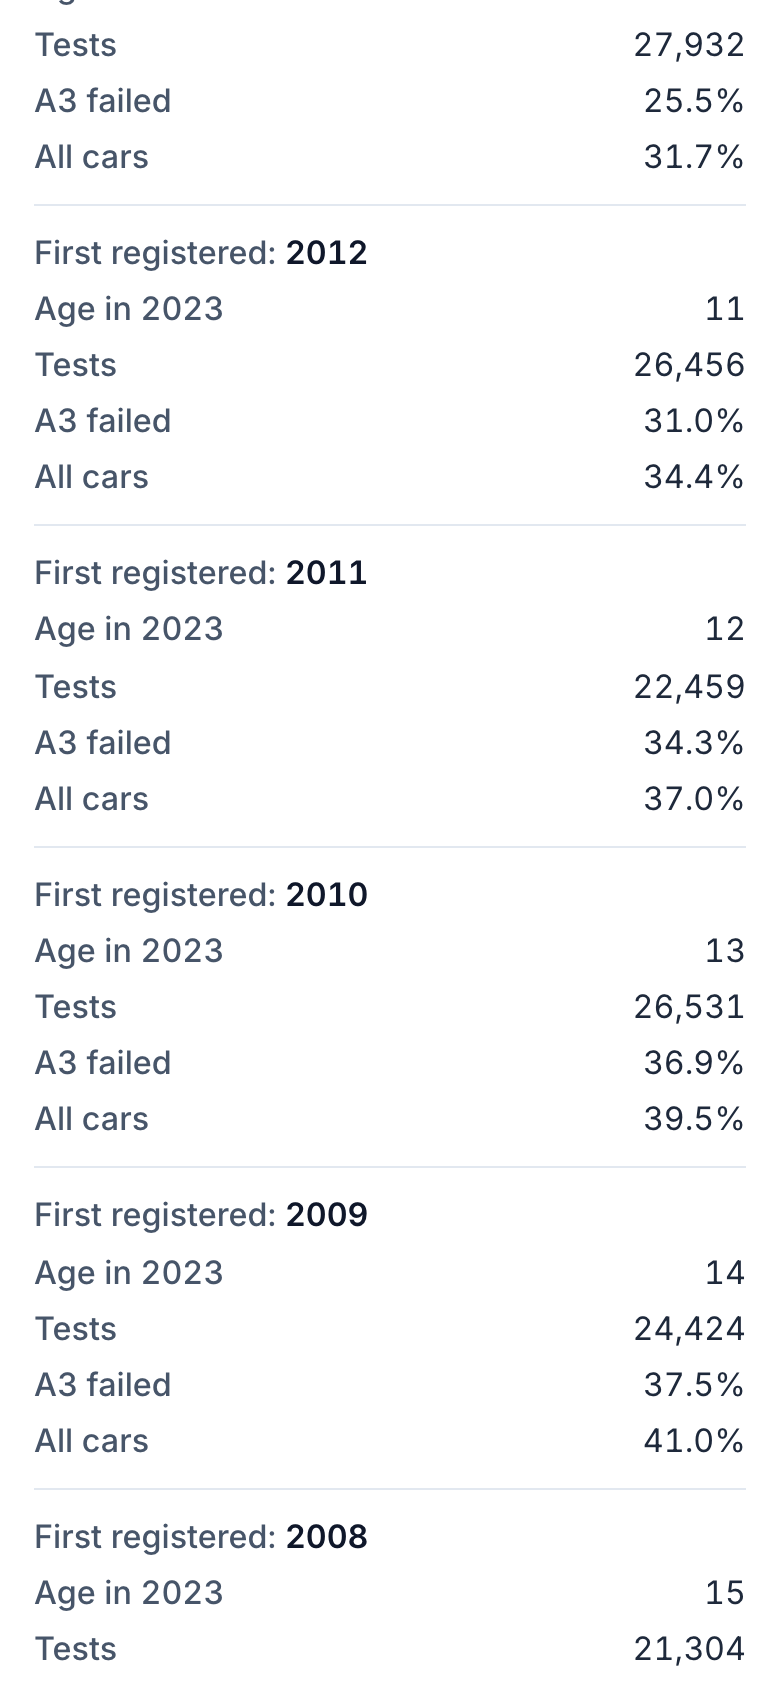 Tests 27,932
A3 failed 25.5%
All cars 31.7%
First registered: 2012
Age in 2023 11
Tests 26,456
A3 failed 31.0%
All cars 34.4%
First registered: 2011
Age in 2023 12
Tests 22,459
A3 failed 34.3%
All cars 37.0%
First registered: 2010
Age in 2023 13
Tests 26,531
A3 failed 36.9%
All cars 39.5%
First registered: 2009
Age in 2023 14
Tests 24,424
A3 failed 37.5%
All cars 41.0%
First registered: 2008
Age in 2023 15
Tests 21,304